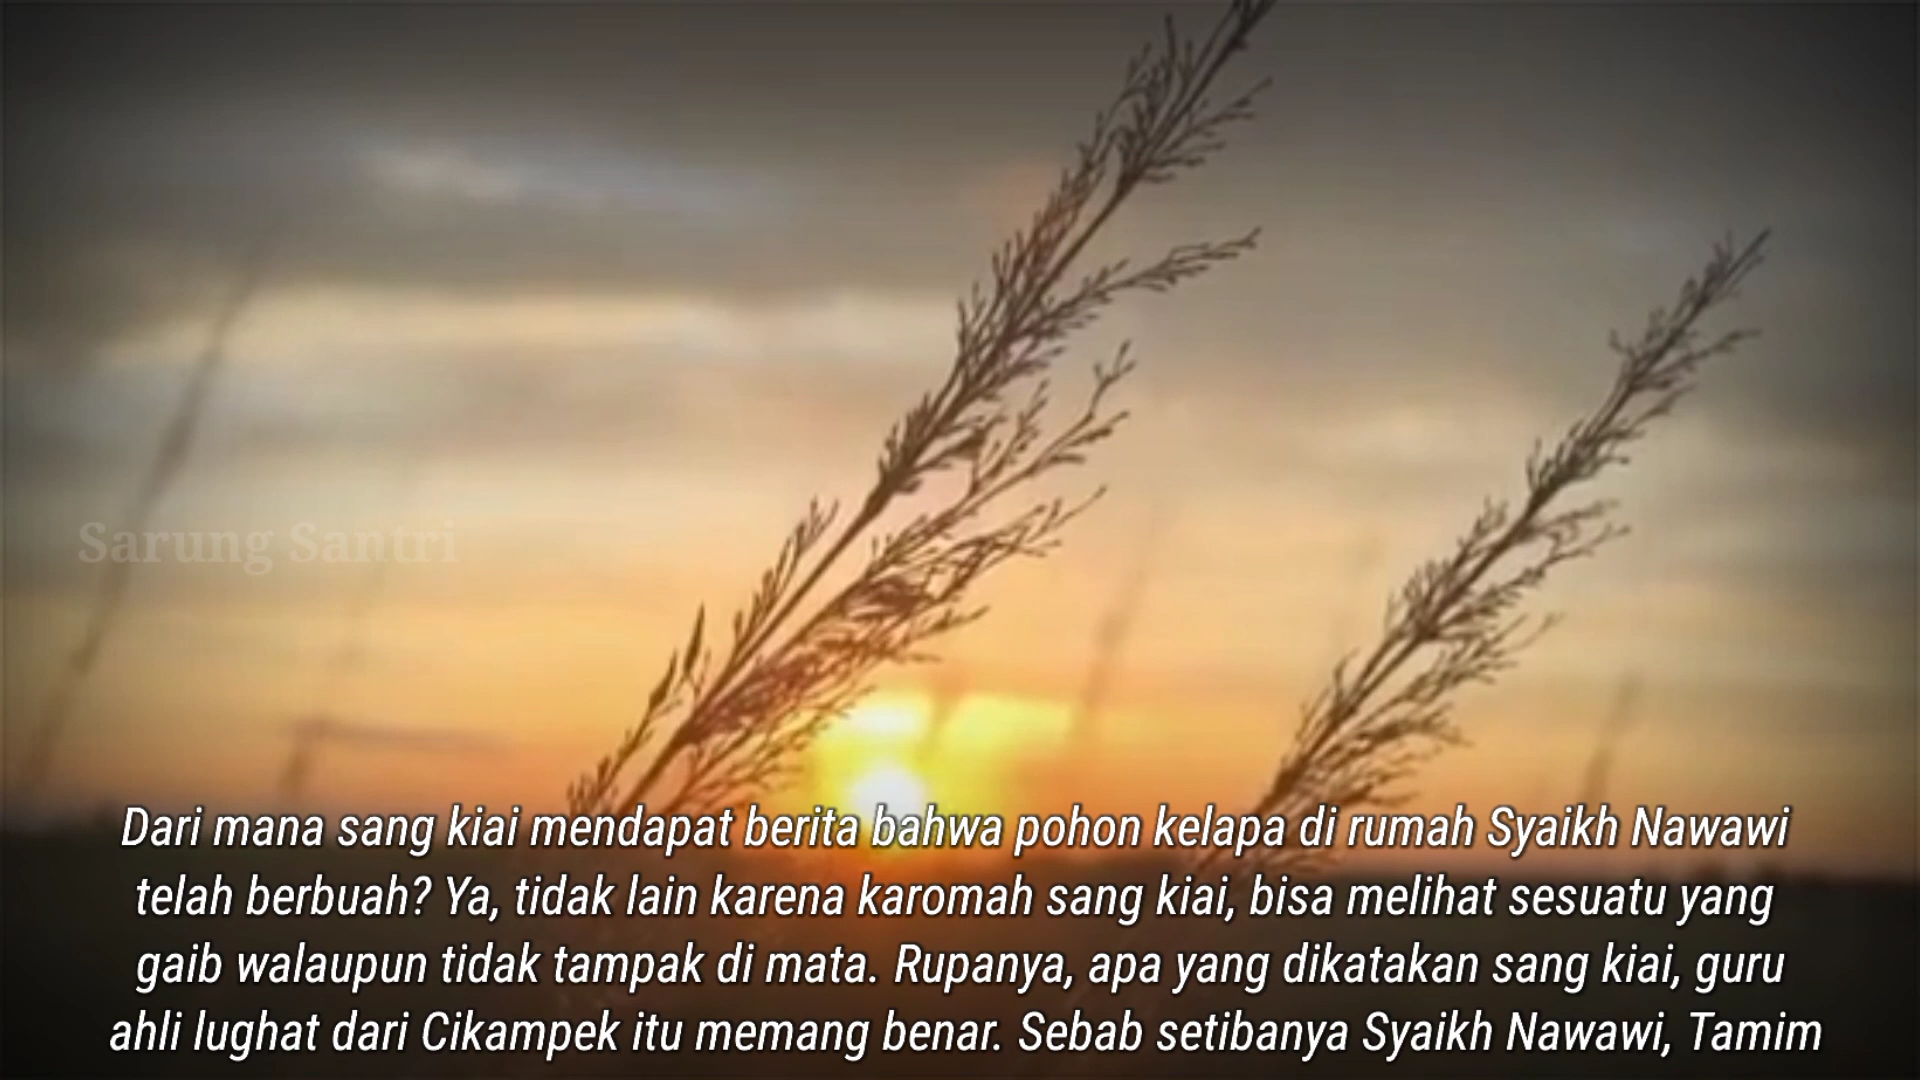 Sarung Santri
Dari mana sang kiai mendapat berita bahwa pohon kelapa di rumah Syaikh Nawawi
telah berbuah? Ya, tidak lain karena karomah sang kiai, bisa melihat sesuatu yang
gaib walaupun tidak tampak di mata. Rupanya, apa yang dikatakan sang kiai, guru
ahli lughat dari Cikampek itu memang benar. Sebab setibanya Syaikh Nawawi, Tamim